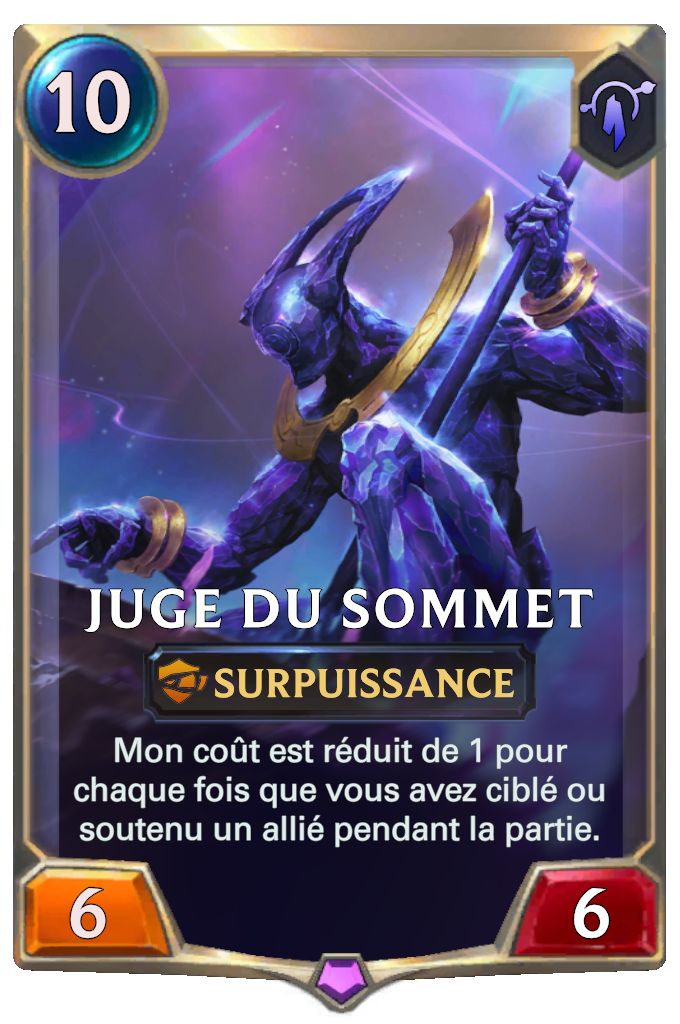 10
JUGE DU SOMMET
SURPUISSANCE
Mon coût est réduit de 1 pour
chaque fois que vous avez ciblé ou
soutenu un allié pendant la partie.
6
6